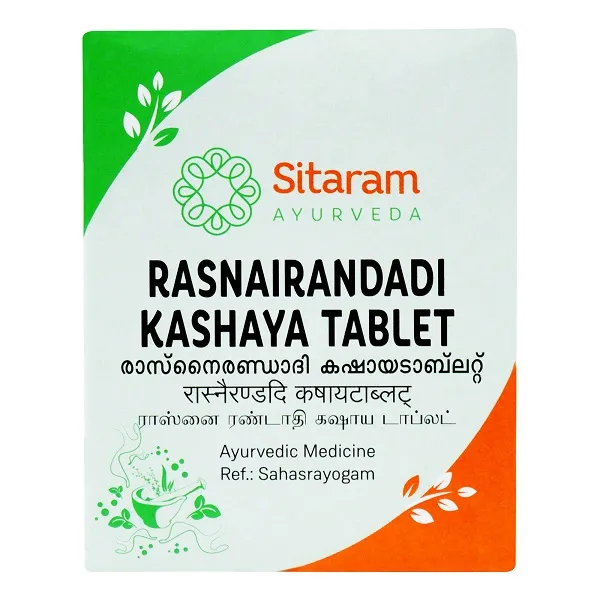 Sitaram
AYURVEDA
RASNAIRANDADI
KASHAYA TABLET
രാസ്നൈരണ്ഡാദി കഷായടാബ്ലറ്റ്
रास्नैरण्डदि कषायटाब्लट्
ராஸ்னை ரண்டாதி கஷாய டாப்லட்
Ayurvedic Medicine
Ref.: Sahasrayogam